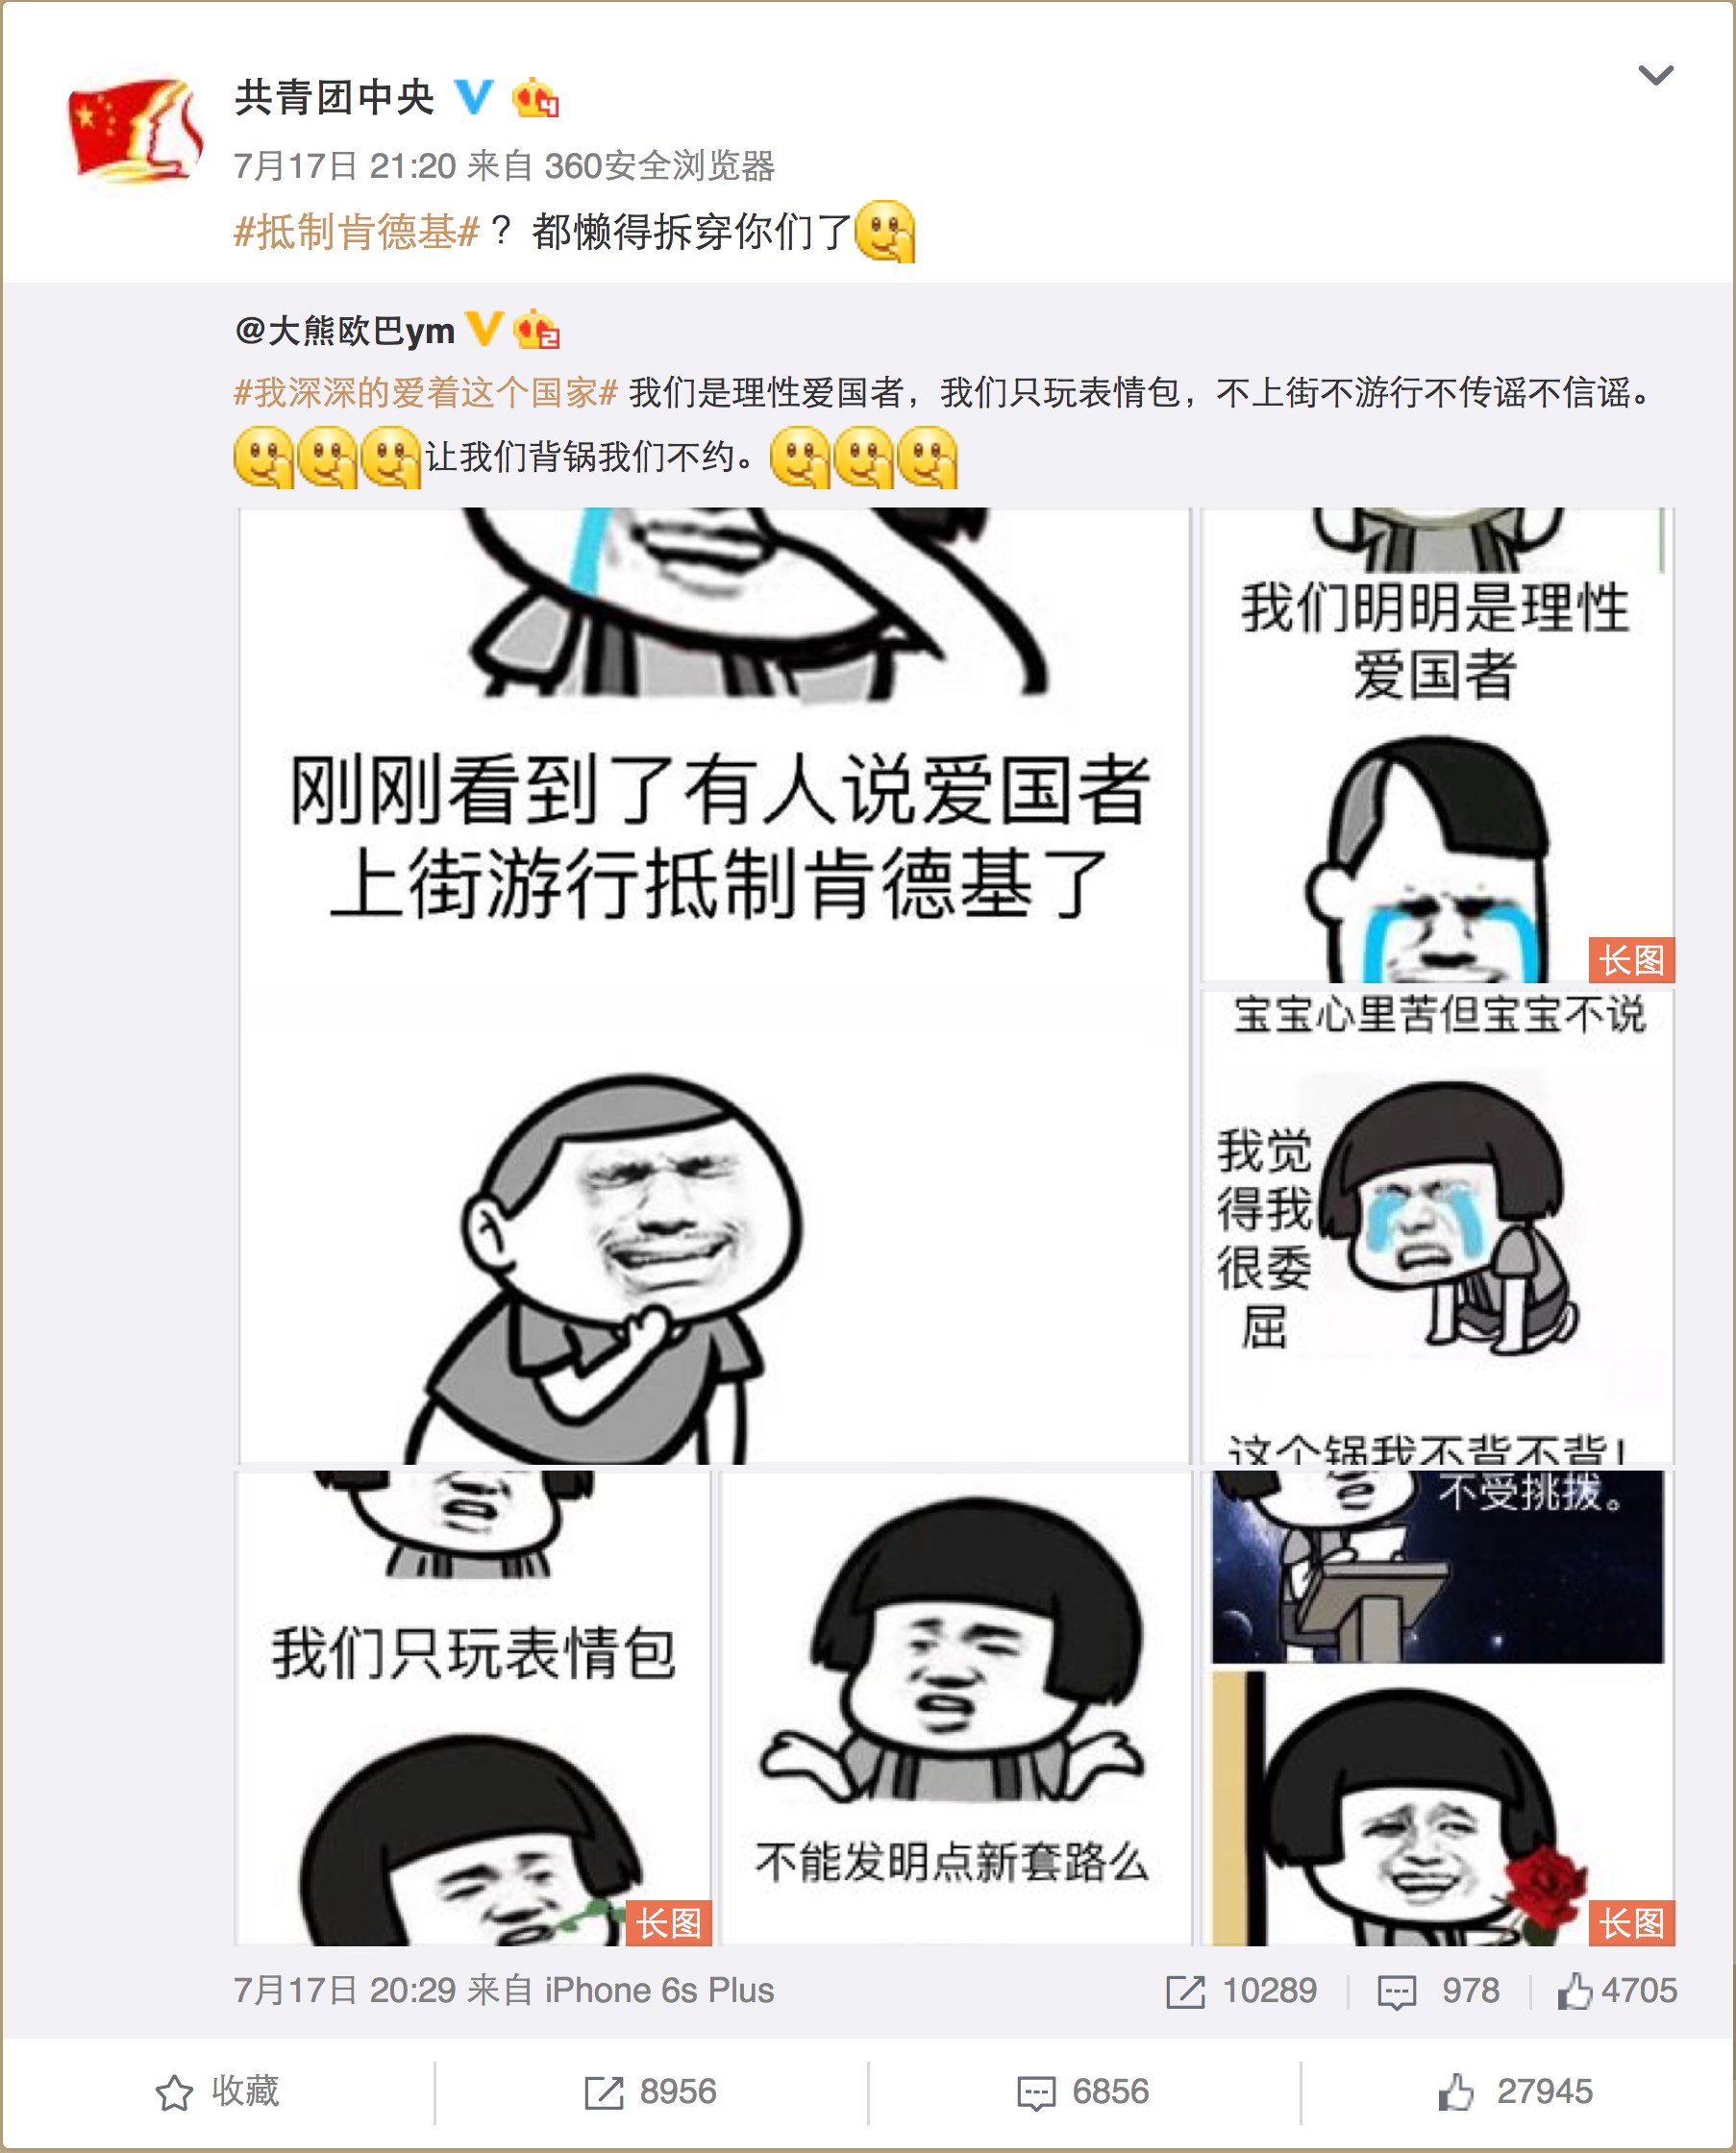 共青团中央
4
7月17日 21:20 来自 360安全浏览器
#抵制肯德基#？都懒得拆穿你们了
@大熊欧巴ym
2
#我深深的爱着这个国家# 我们是理性爱国者，我们只玩表情包，不上街不游行不传谣不信谣。
让我们背锅我们不约。
刚刚看到了有人说爱国者
上街游行抵制肯德基了
我们明明是理性
爱国者
长图
宝宝心里苦但宝宝不说
我觉
得我
很委
屈
这个锅我不背不背!
我们只玩表情包
长图
不能发明点新套路么
不受挑拨。
长图
7月17日 20:29 来自 iPhone 6s Plus
10289
978
4705
收藏
8956
6856
27945